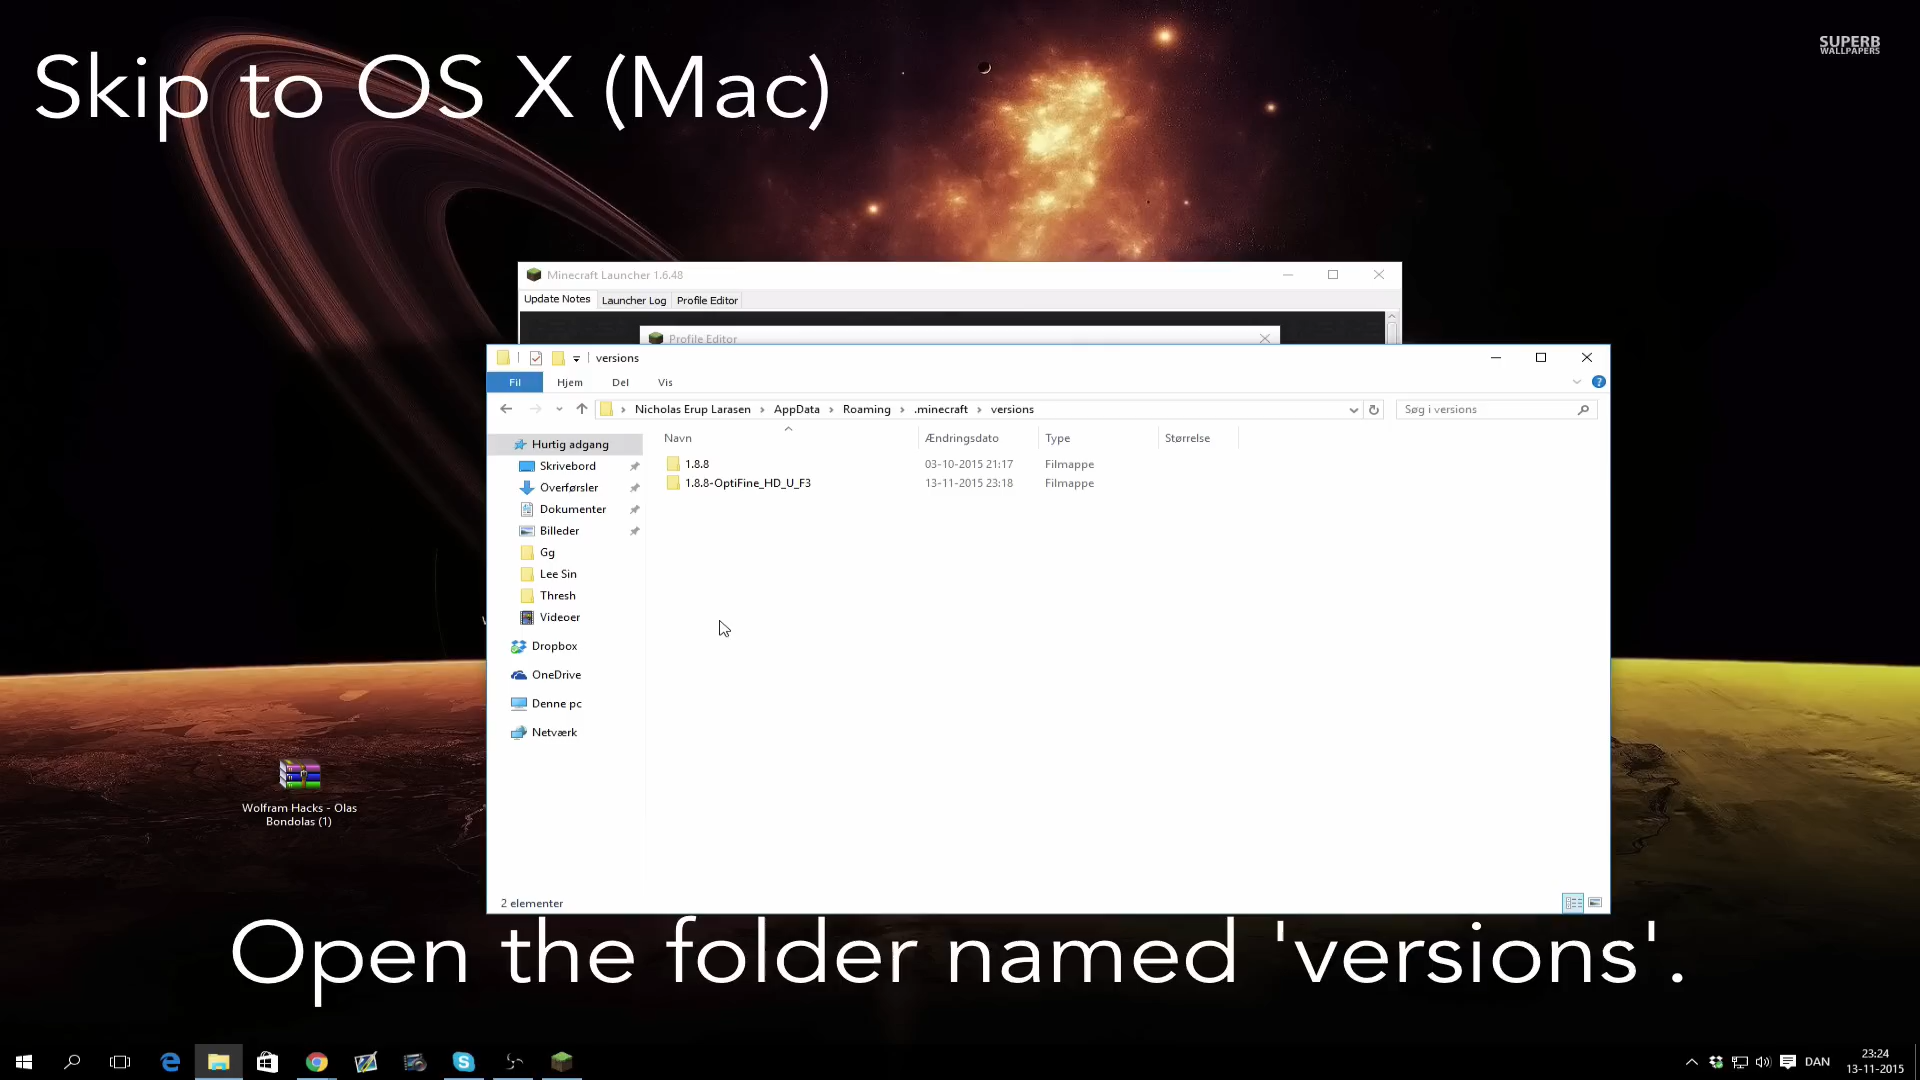 Skip to OS X (Mac)
SUPERB
WALLPAPERS
Minecraft Launcher 1.6.48
Update Notes
Launcher Log
Profile Editor
Profile Editor
versions
Fil
Hjem
Del
Vis
Nicholas Erup Larasen
AppData
Roaming
.minecraft
versions
Søg i versions
Navn
Ændringsdato
Type
Størrelse
Hurtig adgang
Skrivebord
Overførsler
Dokumenter
Billeder
Gg
Lee Sin
Thresh
Videoer
Dropbox
OneDrive
Denne pc
Netværk
1.8.8
03-10-2015 21:17
Filmappe
1.8.8-OptiFine_HD_U_F3
13-11-2015 23:18
Filmappe
Wolfram Hacks - Olas
Bondolas (1)
2 elementer
Open the folder named 'versions'.
DAN
23:24
13-11-2015